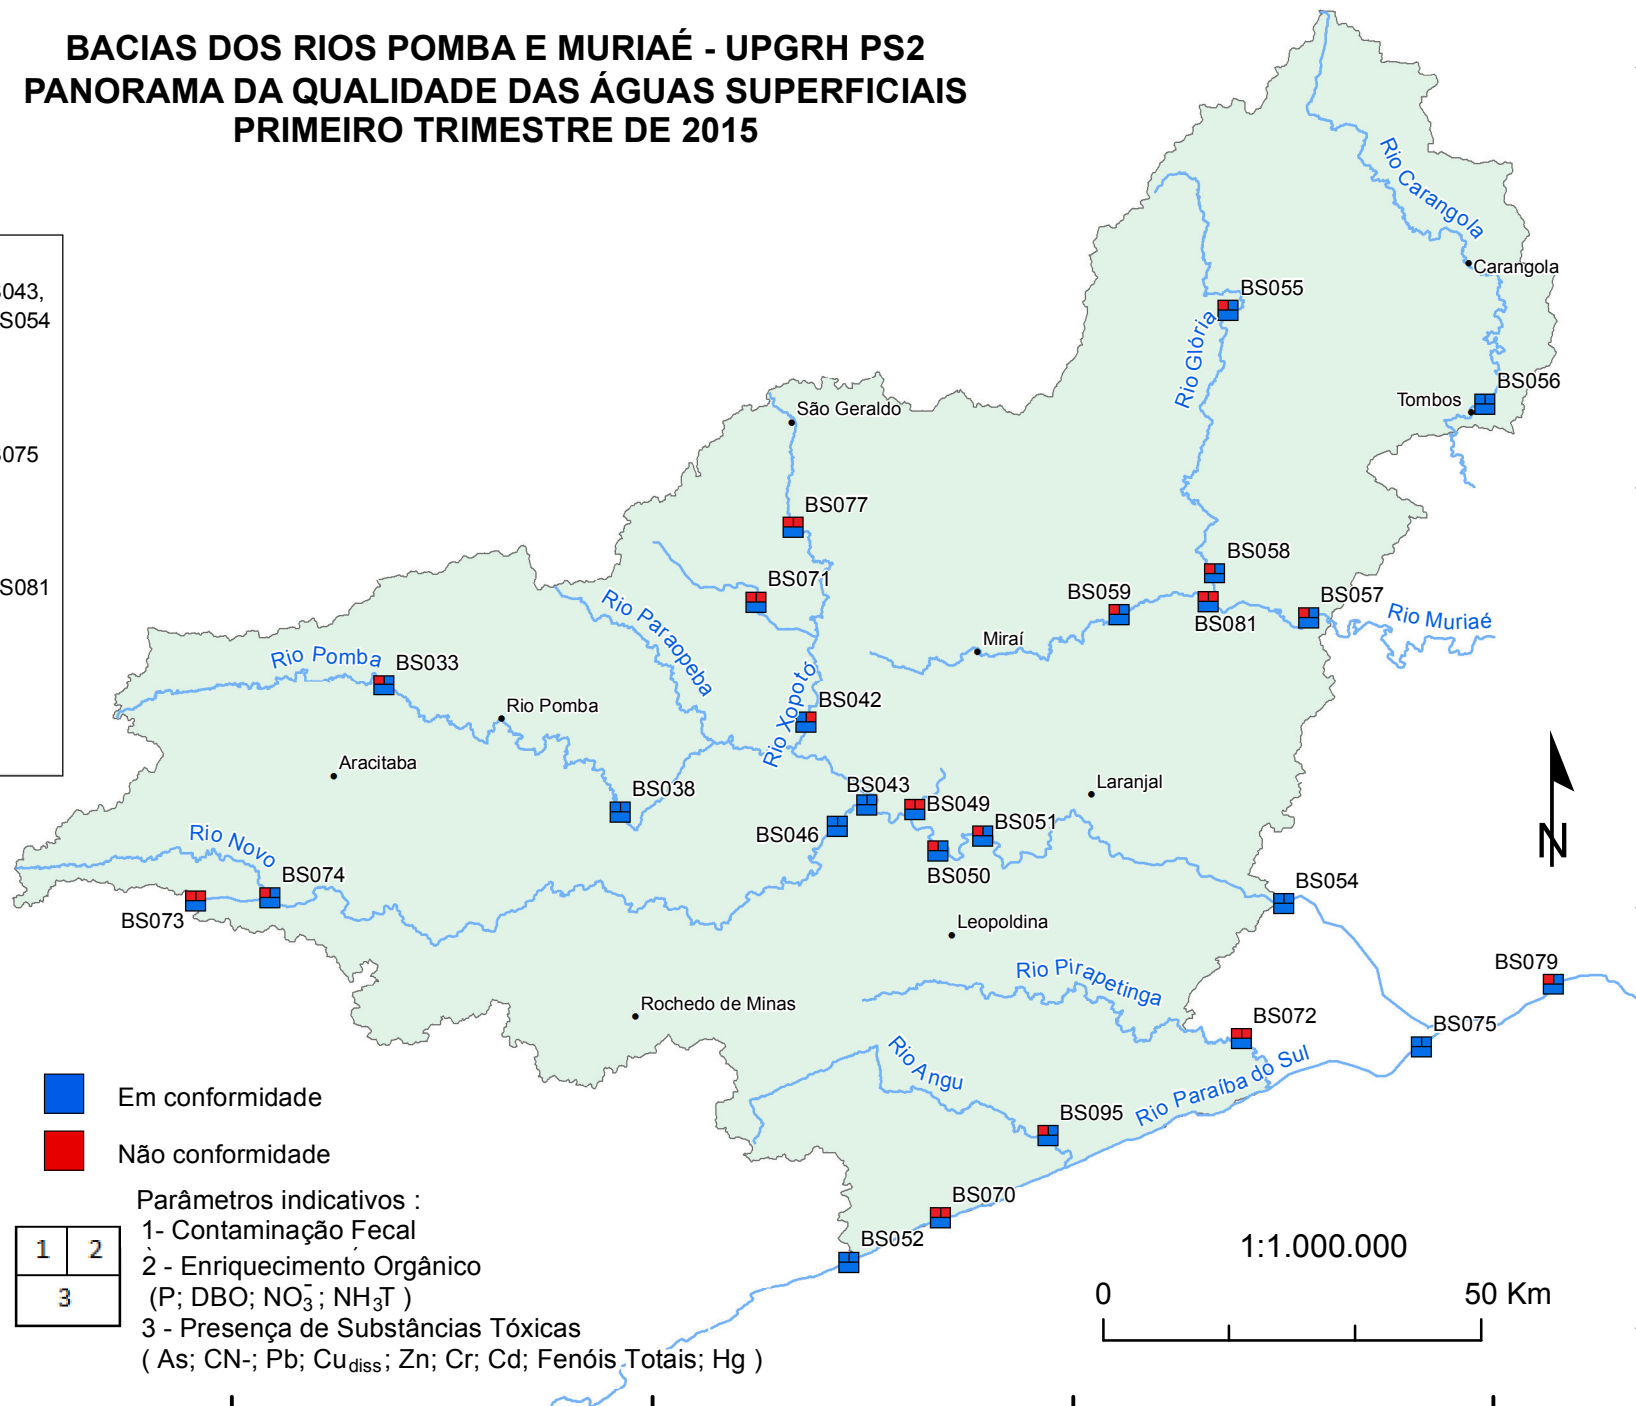 BACIAS DOS RIOS POMBA E MURIAÉ - UPGRH PS2
PANORAMA DA QUALIDADE DAS ÁGUAS SUPERFICIAIS
PRIMEIRO TRIMESTRE DE 2015
S054
075
S081
Rio Carangola
Carangola
BS055
Rio Glória
BS056
Tombos
São Geraldo
BS077
BS071
BS058
BS059
BS081
BS057
Rio Muriaé
Miraí
Rio Paraopeba
Rio Pomba
BS033
Rio Pomba
Rio Xopotó
BS042
Aracitaba
BS038
BS043
BS049
Laranjal
BS046
BS051
BS050
Rio Novo
BS074
BS073
BS054
Leopoldina
Rio Pirapetinga
BS079
Rochedo de Minas
BS072
BS075
Rio Angu
Rio Paraíba do Sul
BS095
BS070
BS052
N
Em conformidade
Não conformidade
Parâmetros indicativos :
1- Contaminação Fecal
2 - Enriquecimento Orgânico
(P; DBO; NO₃⁻; NH₃T )
3 - Presença de Substâncias Tóxicas
( As; CN-; Pb; Cudiss; Zn; Cr; Cd; Fenóis Totais; Hg )
1 2
3
1:1.000.000
0 50 Km